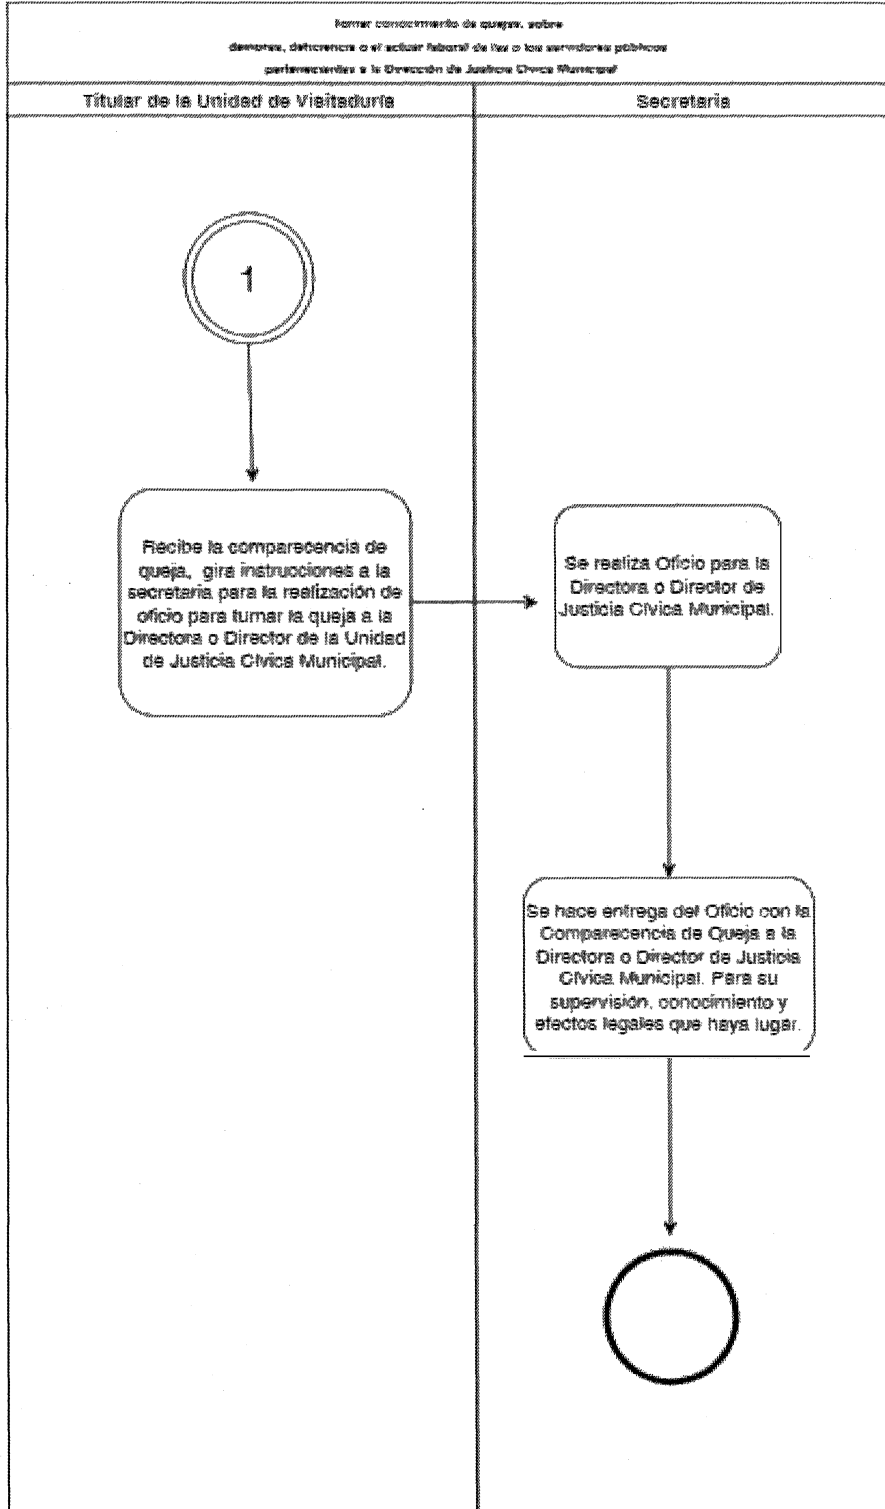 Tomar conocimiento de quejas, sobre
demoras, deficiencia o el actuar laboral de las o los servidores públicos
pertenecientes a la Dirección de Justicia Cívica Municipal
Titular de la Unidad de Visitaduría
Secretaria
1
Recibe la comparecencia de
queja, gira instrucciones a la
secretaria para la realización de
oficio para turnar la queja a la
Directora o Director de la Unidad
de Justicia Cívica Municipal.
Se realiza Oficio para la
Directora o Director de
Justicia Cívica Municipal.
Se hace entrega del Oficio con la
Comparecencia de Queja a la
Directora o Director de Justicia
Cívica Municipal. Para su
supervisión, conocimiento y
efectos legales que haya lugar.